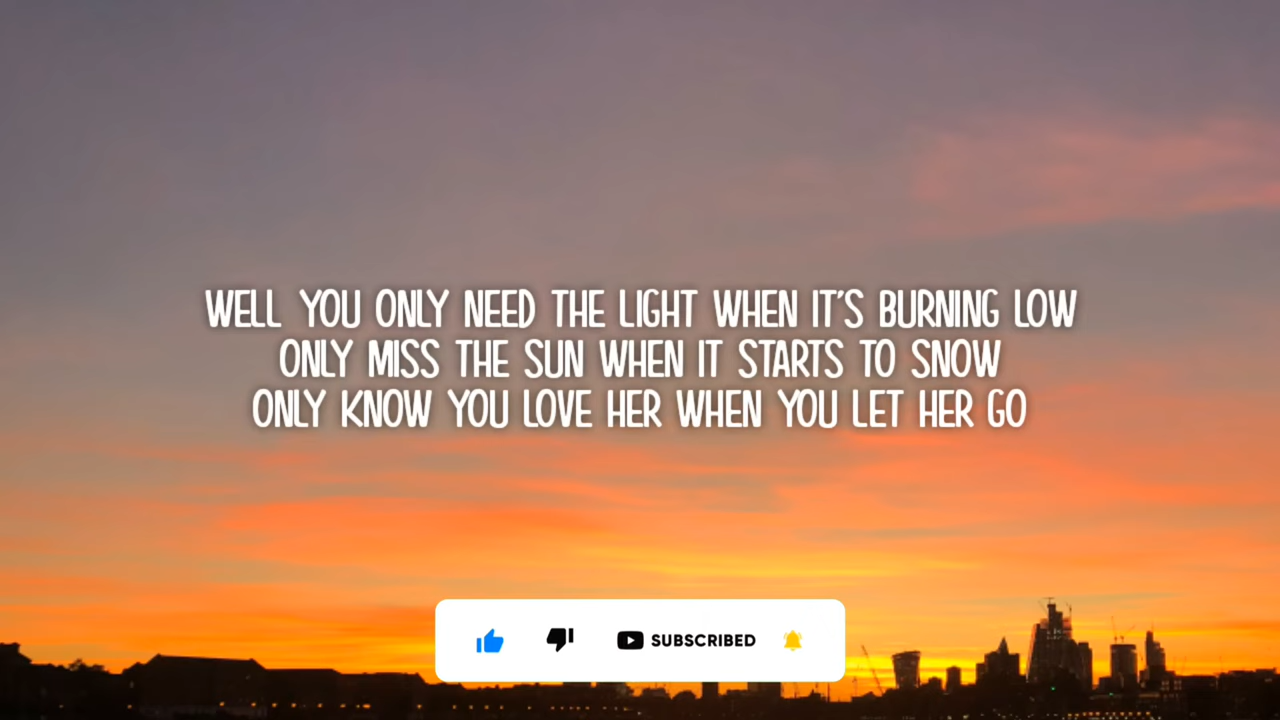 WELL YOU ONLY NEED THE LIGHT WHEN IT'S BURNING LOW
ONLY MISS THE SUN WHEN IT STARTS TO SNOW
ONLY KNOW YOU LOVE HER WHEN YOU LET HER GO
SUBSCRIBED